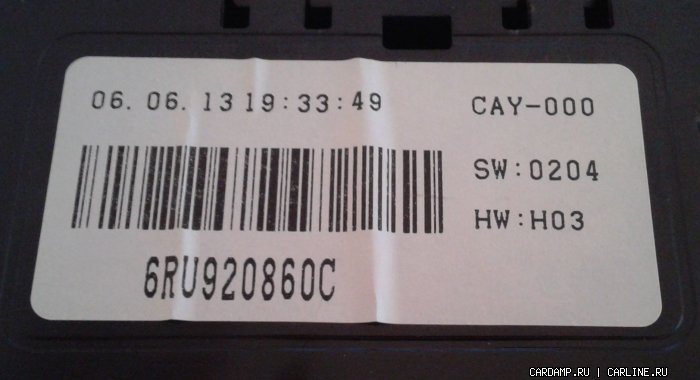 06. 06. 13 19:33:49
CAY-000
SW:0204
HW:H03
6RU920860C
CARDAMP.RU | CARLINE.RU